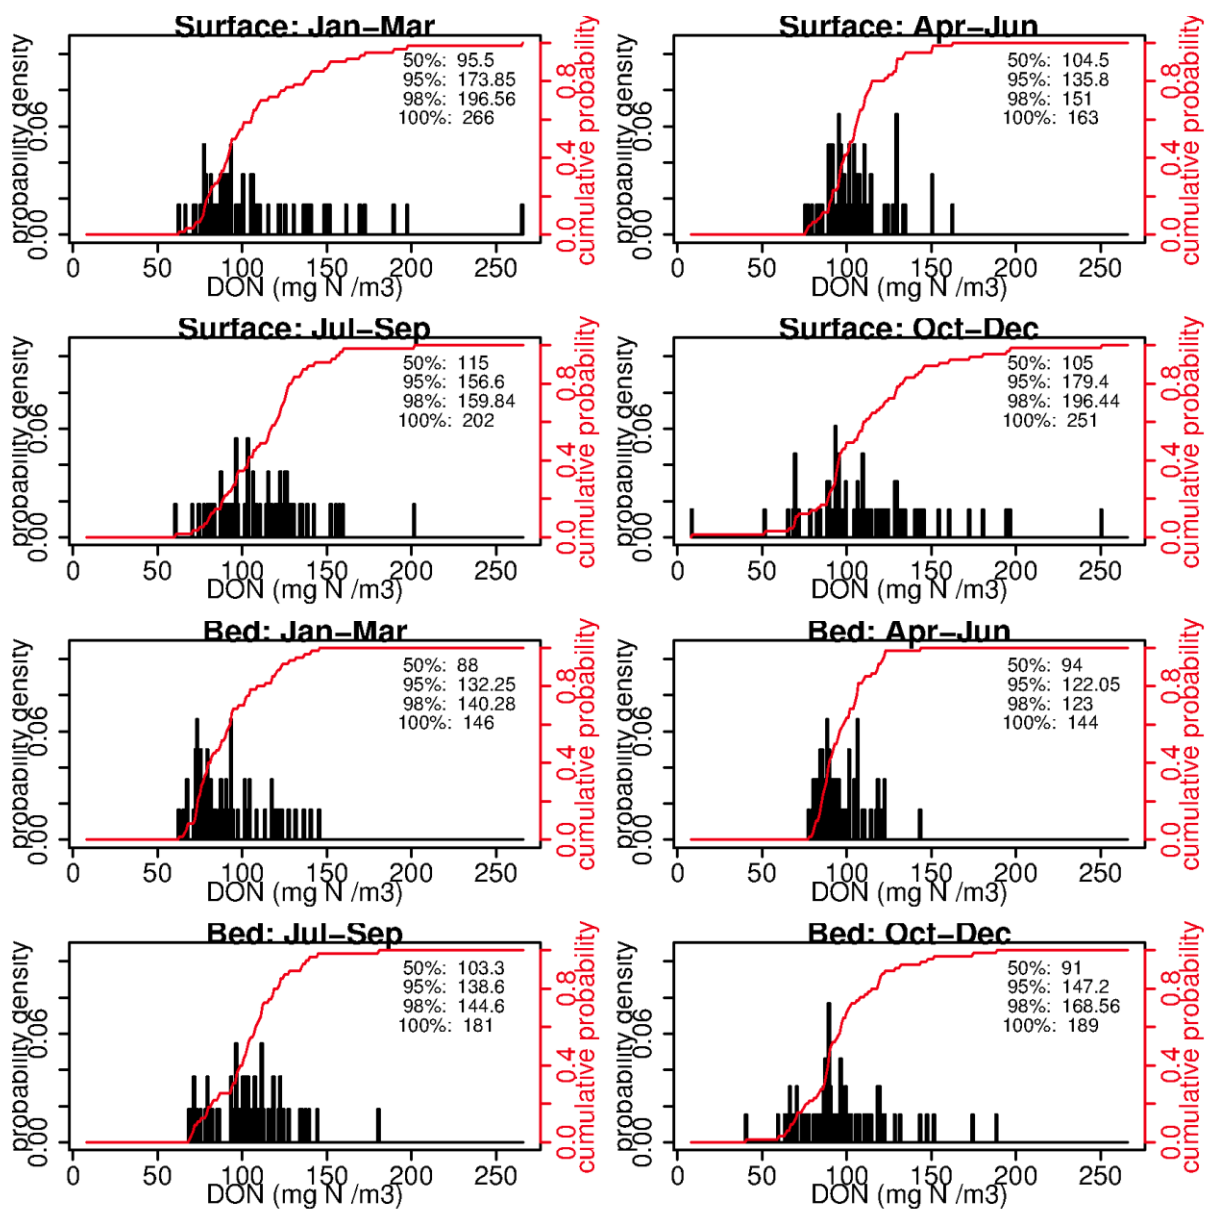 Surface: Jan−Mar
probability density
0.00
0.06
50%: 95.5
95%: 173.85
98%: 196.56
100%: 266
0.0 0.4 0.8
cumulative probability
0 50 100 150 200 250
DON (mg N /m3)
Surface: Apr−Jun
probability density
0.00
0.06
50%: 104.5
95%: 135.8
98%: 151
100%: 163
0.0 0.4 0.8
cumulative probability
0 50 100 150 200 250
DON (mg N /m3)
Surface: Jul−Sep
probability density
0.00
0.06
50%: 115
95%: 156.6
98%: 159.84
100%: 202
0.0 0.4 0.8
cumulative probability
0 50 100 150 200 250
DON (mg N /m3)
Surface: Oct−Dec
probability density
0.00
0.06
50%: 105
95%: 179.4
98%: 196.44
100%: 251
0.0 0.4 0.8
cumulative probability
0 50 100 150 200 250
DON (mg N /m3)
Bed: Jan−Mar
probability density
0.00
0.06
50%: 88
95%: 132.25
98%: 140.28
100%: 146
0.0 0.4 0.8
cumulative probability
0 50 100 150 200 250
DON (mg N /m3)
Bed: Apr−Jun
probability density
0.00
0.06
50%: 94
95%: 122.05
98%: 123
100%: 144
0.0 0.4 0.8
cumulative probability
0 50 100 150 200 250
DON (mg N /m3)
Bed: Jul−Sep
probability density
0.00
0.06
50%: 103.3
95%: 138.6
98%: 144.6
100%: 181
0.0 0.4 0.8
cumulative probability
0 50 100 150 200 250
DON (mg N /m3)
Bed: Oct−Dec
probability density
0.00
0.06
50%: 91
95%: 147.2
98%: 168.56
100%: 189
0.0 0.4 0.8
cumulative probability
0 50 100 150 200 250
DON (mg N /m3)